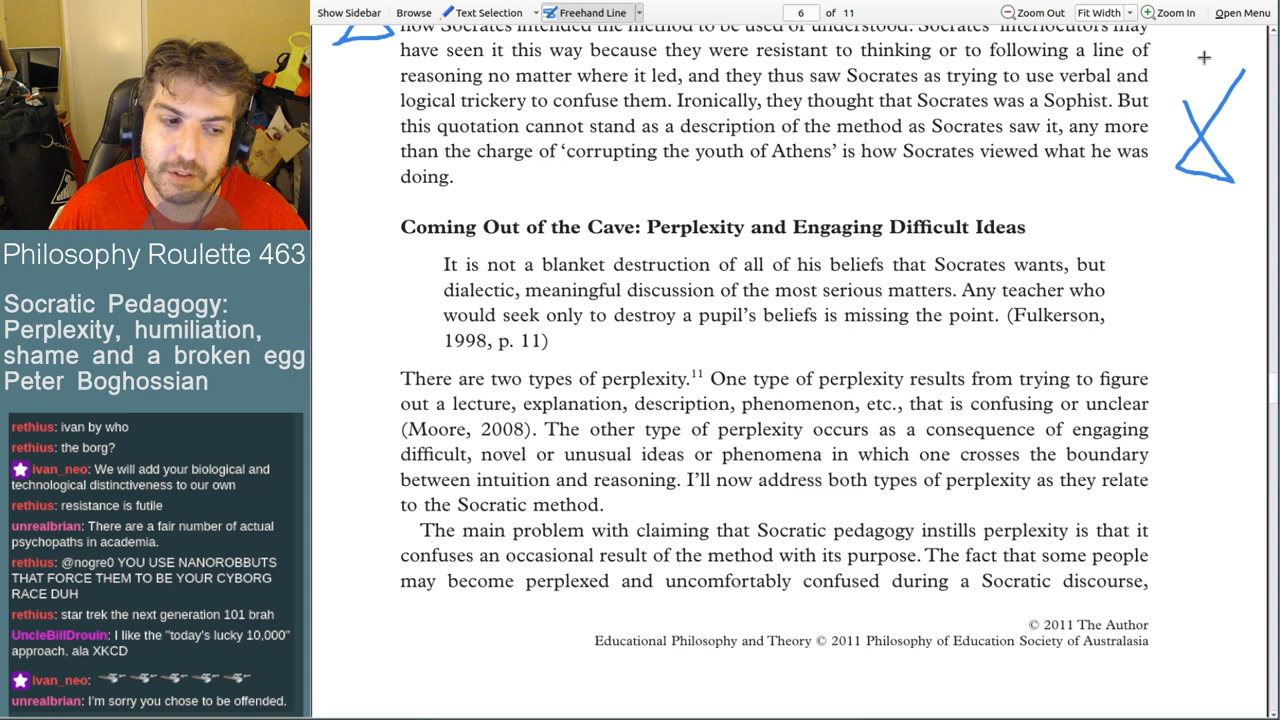 Show Sidebar Browse Text Selection Freehand Line 6 of 11 Zoom Out Fit Width Zoom In Open Menu
how Socrates intended the method to be used or understood. Socrates' interlocutors may
have seen it this way because they were resistant to thinking or to following a line of
reasoning no matter where it led, and they thus saw Socrates as trying to use verbal and
logical trickery to confuse them. Ironically, they thought that Socrates was a Sophist. But
this quotation cannot stand as a description of the method as Socrates saw it, any more
than the charge of 'corrupting the youth of Athens' is how Socrates viewed what he was
doing.
Coming Out of the Cave: Perplexity and Engaging Difficult Ideas
It is not a blanket destruction of all of his beliefs that Socrates wants, but
dialectic, meaningful discussion of the most serious matters. Any teacher who
would seek only to destroy a pupil's beliefs is missing the point. (Fulkerson,
1998, p. 11)
There are two types of perplexity.11 One type of perplexity results from trying to figure
out a lecture, explanation, description, phenomenon, etc., that is confusing or unclear
(Moore, 2008). The other type of perplexity occurs as a consequence of engaging
difficult, novel or unusual ideas or phenomena in which one crosses the boundary
between intuition and reasoning. I'll now address both types of perplexity as they relate
to the Socratic method.
The main problem with claiming that Socratic pedagogy instills perplexity is that it
confuses an occasional result of the method with its purpose. The fact that some people
may become perplexed and uncomfortably confused during a Socratic discourse,
© 2011 The Author
Educational Philosophy and Theory © 2011 Philosophy of Education Society of Australasia
Philosophy Roulette 463
Socratic Pedagogy:
Perplexity, humiliation,
shame and a broken egg
Peter Boghossian
rethius: ivan by who
rethius: the borg?
ivan_neo: We will add your biological and
technological distinctiveness to our own
rethius: resistance is futile
unrealbrian: There are a fair number of actual
psychopaths in academia.
rethius: @nogre0 YOU USE NANOROBBUTS
THAT FORCE THEM TO BE YOUR CYBORG
RACE DUH
rethius: star trek the next generation 101 brah
UncleBillDrouin: I like the "today's lucky 10,000"
approach, ala XKCD
ivan_neo:
unrealbrian: I'm sorry you chose to be offended.